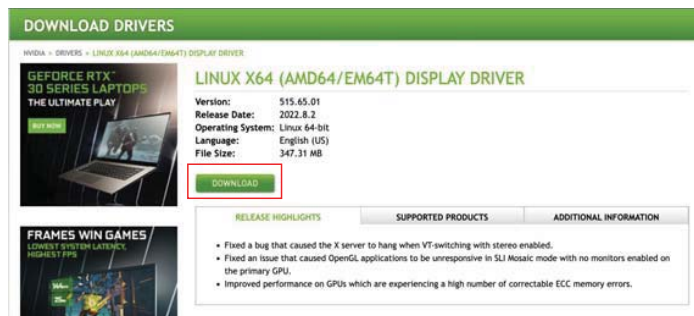 DOWNLOAD DRIVERS
NVIDIA > DRIVERS > LINUX X64 (AMD64/EM64T) DISPLAY DRIVER
GEFORCE RTX™
30 SERIES LAPTOPS
THE ULTIMATE PLAY
BUY NOW
LINUX X64 (AMD64/EM64T) DISPLAY DRIVER
Version: 515.65.01
Release Date: 2022.8.2
Operating System: Linux 64-bit
Language: English (US)
File Size: 347.31 MB
DOWNLOAD
RELEASE HIGHLIGHTS SUPPORTED PRODUCTS ADDITIONAL INFORMATION
• Fixed a bug that caused the X server to hang when VT-switching with stereo enabled.
• Fixed an issue that caused OpenGL applications to be unresponsive in SLI Mosaic mode with no monitors enabled on
the primary GPU.
• Improved performance on GPUs which are experiencing a high number of correctable ECC memory errors.
FRAMES WIN GAMES
LOWEST SYSTEM LATENCY,
HIGHEST FPS